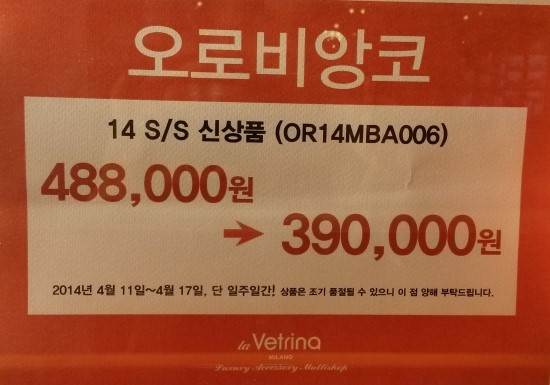 오로비앙코
14 S/S 신상품 (OR14MBA006)
488,000원
→ 390,000원
2014년 4월 11일~4월 17일, 단 일주일간! 상품은 조기 품절될 수 있으니 이 점 양해 부탁드립니다.
la Vetrina
MILANO
Luxury Accessory Multishop